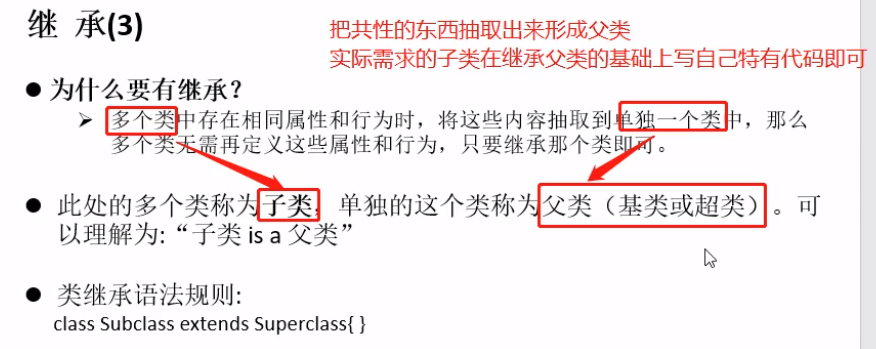 继 承(3)
把共性的东西抽取出来形成父类
实际需求的子类在继承父类的基础上写自己特有代码即可
● 为什么要有继承？
➢ 多个类中存在相同属性和行为时，将这些内容抽取到单独一个类中，那么
多个类无需再定义这些属性和行为，只要继承那个类即可。
● 此处的多个类称为子类，单独的这个类称为父类（基类或超类）。可
以理解为:“子类 is a 父类”
● 类继承语法规则:
class Subclass extends Superclass{ }